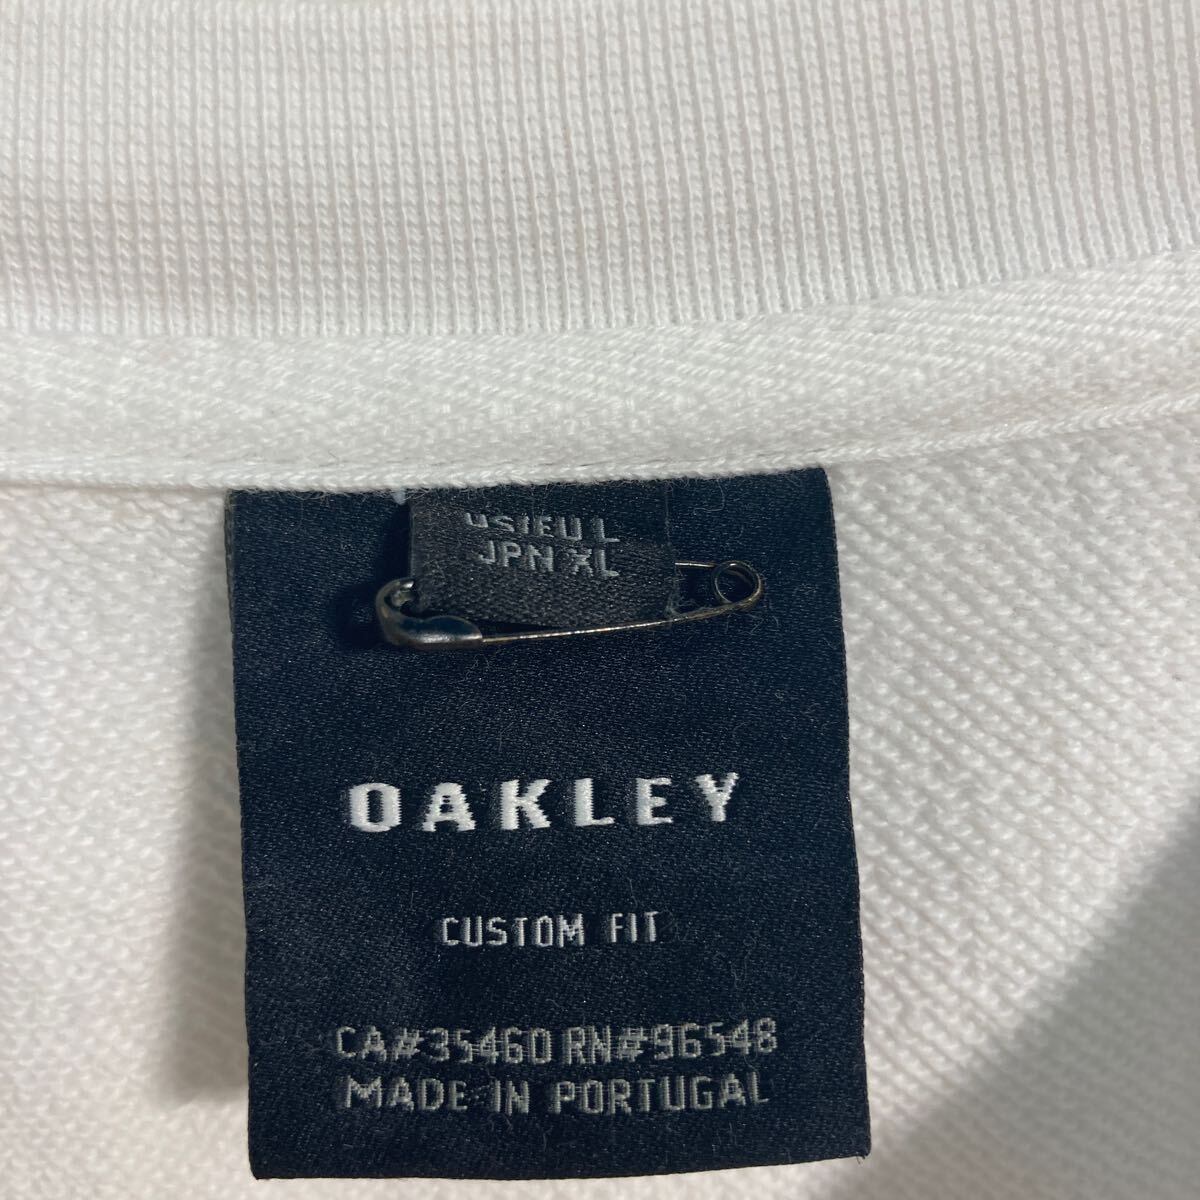 US/EU L
JPN XL
OAKLEY
CUSTOM FIT
CA#35460 RN#96548
MADE IN PORTUGAL